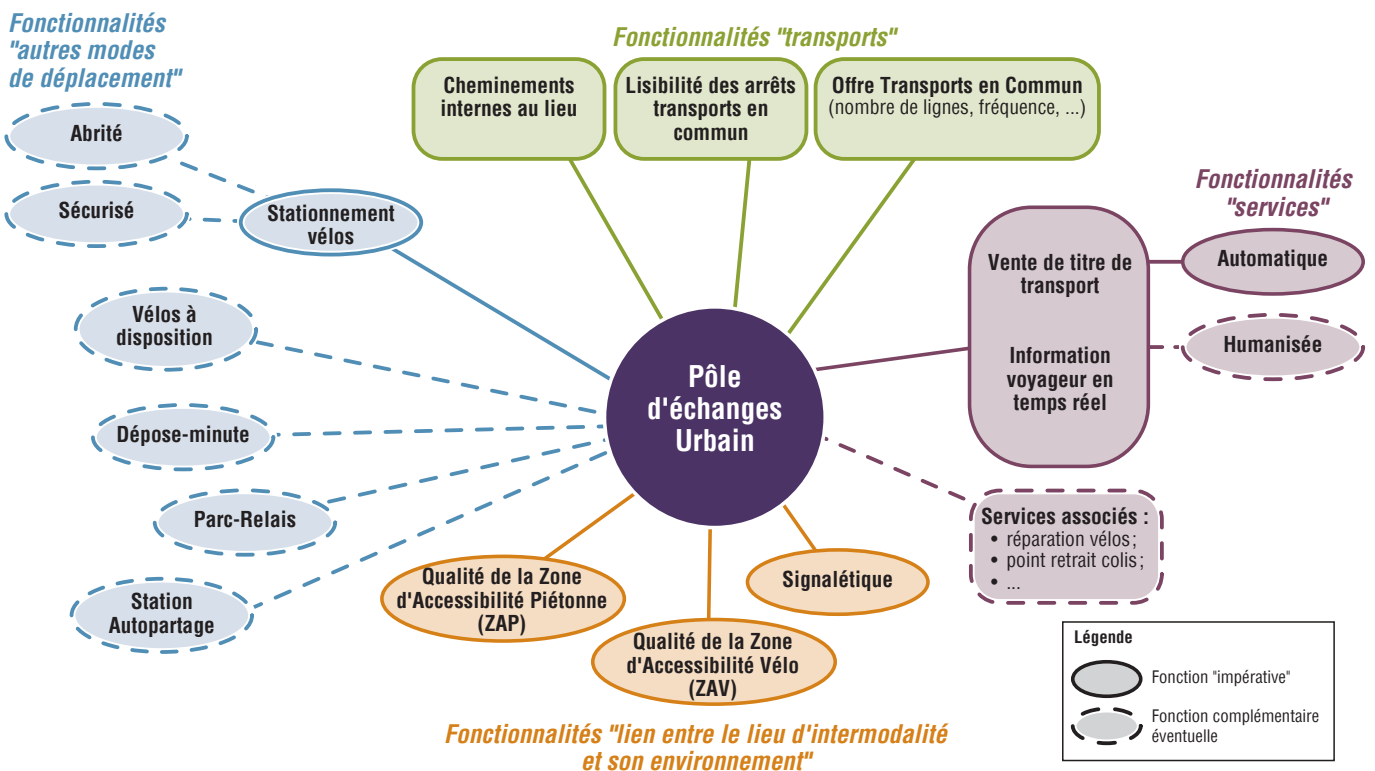 Fonctionnalités
"autres modes
de déplacement"
Abrité
Sécurisé
Stationnement
vélos
Vélos à
disposition
Dépose-minute
Parc-Relais
Station
Autopartage
Fonctionnalités "transports"
Cheminements
internes au lieu
Lisibilité des arrêts
transports en
commun
Offre Transports en Commun
(nombre de lignes, fréquence, ...)
Fonctionnalités
"services"
Vente de titre de
transport
Information
voyageur en
temps réel
Automatique
Humanisée
Services associés :
• réparation vélos;
• point retrait colis;
• ...
Pôle
d'échanges
Urbain
Qualité de la Zone
d'Accessibilité Piétonne
(ZAP)
Qualité de la Zone
d'Accessibilité Vélo
(ZAV)
Signalétique
Fonctionnalités "lien entre le lieu d'intermodalité
et son environnement"
Légende
Fonction "impérative"
Fonction complémentaire
éventuelle